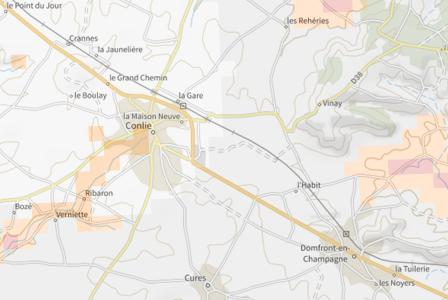 le Point du Jour
les Rehéries
Crannes
la Jaunelière
D38
le Grand Chemin
le Boulay
la Gare
Vinay
la Maison Neuve
Conlie
l'Habit
Ribaron
Bozé
Verniette
Domfront-en-
Champagne
la Tuilerie
Cures
les Noyers